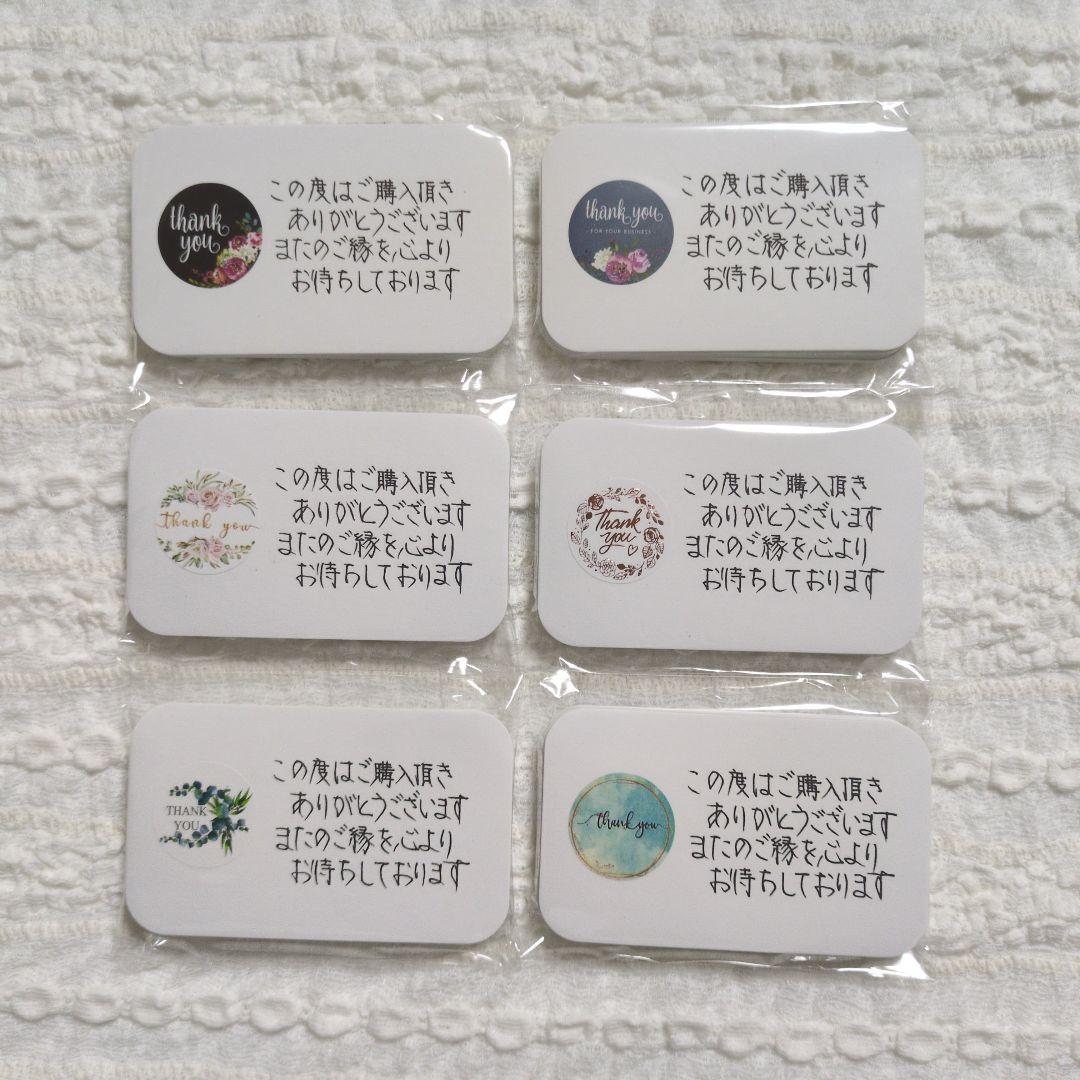 thank
you
この度はご購入頂き
ありがとうございます
またのご縁を心より
お待ちしております
thank you
- FOR YOUR BUSINESS -
この度はご購入頂き
ありがとうございます
またのご縁を心より
お待ちしております
thank you
この度はご購入頂き
ありがとうございます
またのご縁を心より
お待ちしております
Thank
you
この度はご購入頂き
ありがとうございます
またのご縁を心より
お待ちしております
THANK
YOU
この度はご購入頂き
ありがとうございます
またのご縁を心より
お待ちしております
thank you
この度はご購入頂き
ありがとうございます
またのご縁を心より
お待ちしております